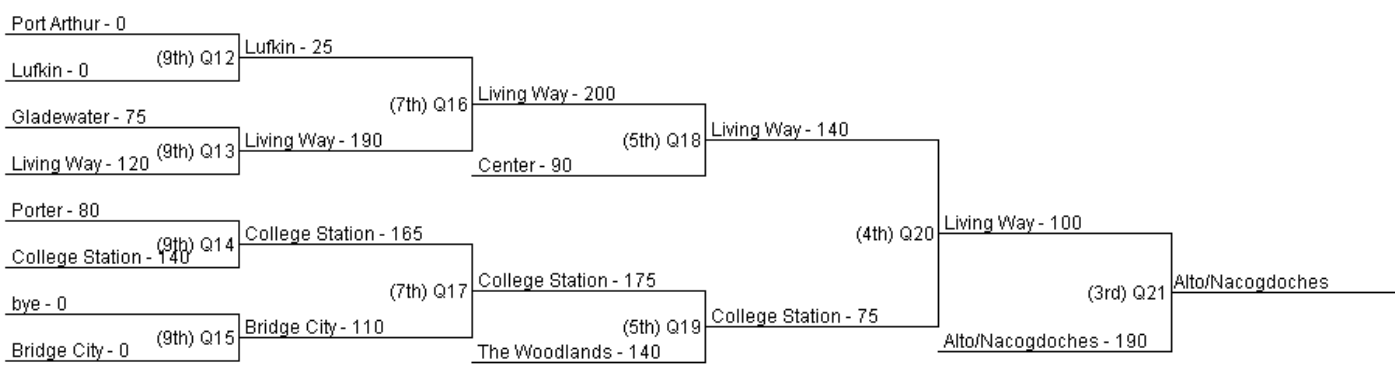 Port Arthur - 0
(9th) Q12
Lufkin - 0
Lufkin - 25
Gladewater - 75
(9th) Q13
Living Way - 120
Living Way - 190
(7th) Q16
Living Way - 200
Center - 90
(5th) Q18
Living Way - 140
Porter - 80
(9th) Q14
College Station - 140
College Station - 165
bye - 0
(9th) Q15
Bridge City - 0
Bridge City - 110
(7th) Q17
College Station - 175
The Woodlands - 140
(5th) Q19
College Station - 75
(4th) Q20
Living Way - 100
Alto/Nacogdoches - 190
(3rd) Q21
Alto/Nacogdoches